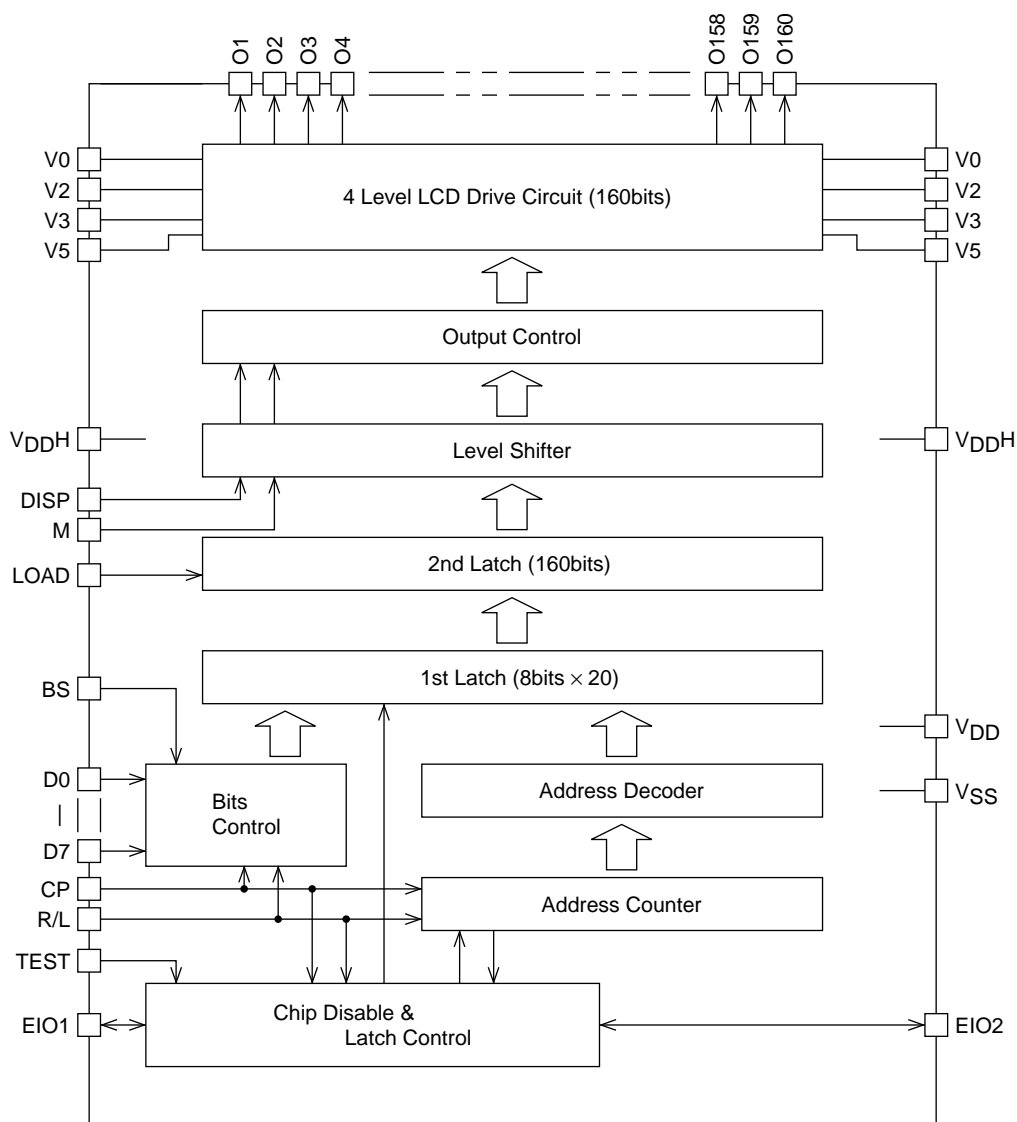 O1 O2 O3 O4 O158 O159 O160
V0 V0
V2 4 Level LCD Drive Circuit (160bits) V2
V3 V3
V5 V5
Output Control
VDDH Level Shifter VDDH
DISP
M
2nd Latch (160bits)
LOAD
1st Latch (8bits × 20)
BS
VDD
D0 Address Decoder VSS
Bits
Control
D7
CP
Address Counter
R/L
TEST
Chip Disable &
EIO1 Latch Control EIO2